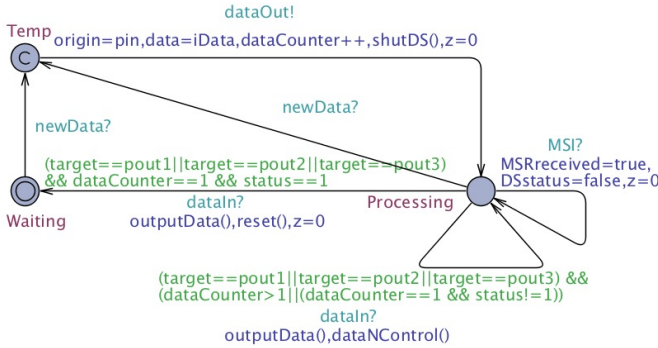 dataOut!
Temp
origin=pin,data=iData,dataCounter++,shutDS(),z=0
C
newData?
newData?
MSI?
(target==pout1||target==pout2||target==pout3)
MSRreceived=true,
&& dataCounter==1 && status==1
DSstatus=false,z=0
dataIn?
Processing
Waiting
outputData(),reset(),z=0
(target==pout1||target==pout2||target==pout3) &&
(dataCounter>1||(dataCounter==1 && status!=1))
dataIn?
outputData(),dataNControl()